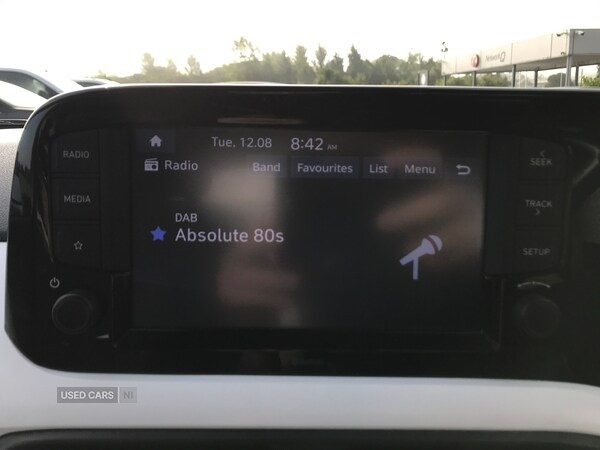 RADIO
MEDIA
Tue, 12.08 8:42 AM
Radio Band Favourites List Menu
DAB
Absolute 80s
SEEK
TRACK
SETUP
USED CARS NI